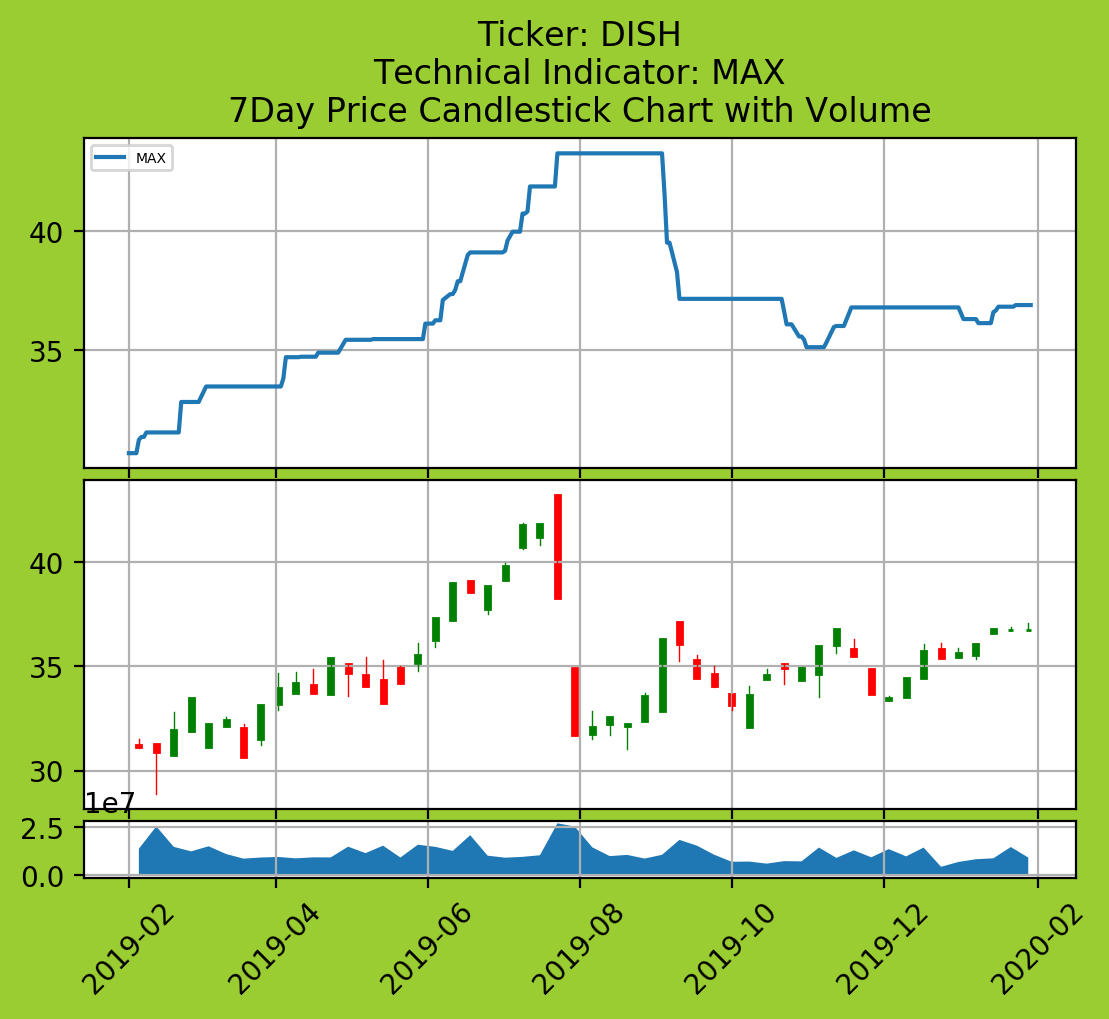 Ticker: DISH
Technical Indicator: MAX
7Day Price Candlestick Chart with Volume
MAX
40
35
40
35
30
1e7
2.5
0.0
2019-02
2019-04
2019-06
2019-08
2019-10
2019-12
2020-02